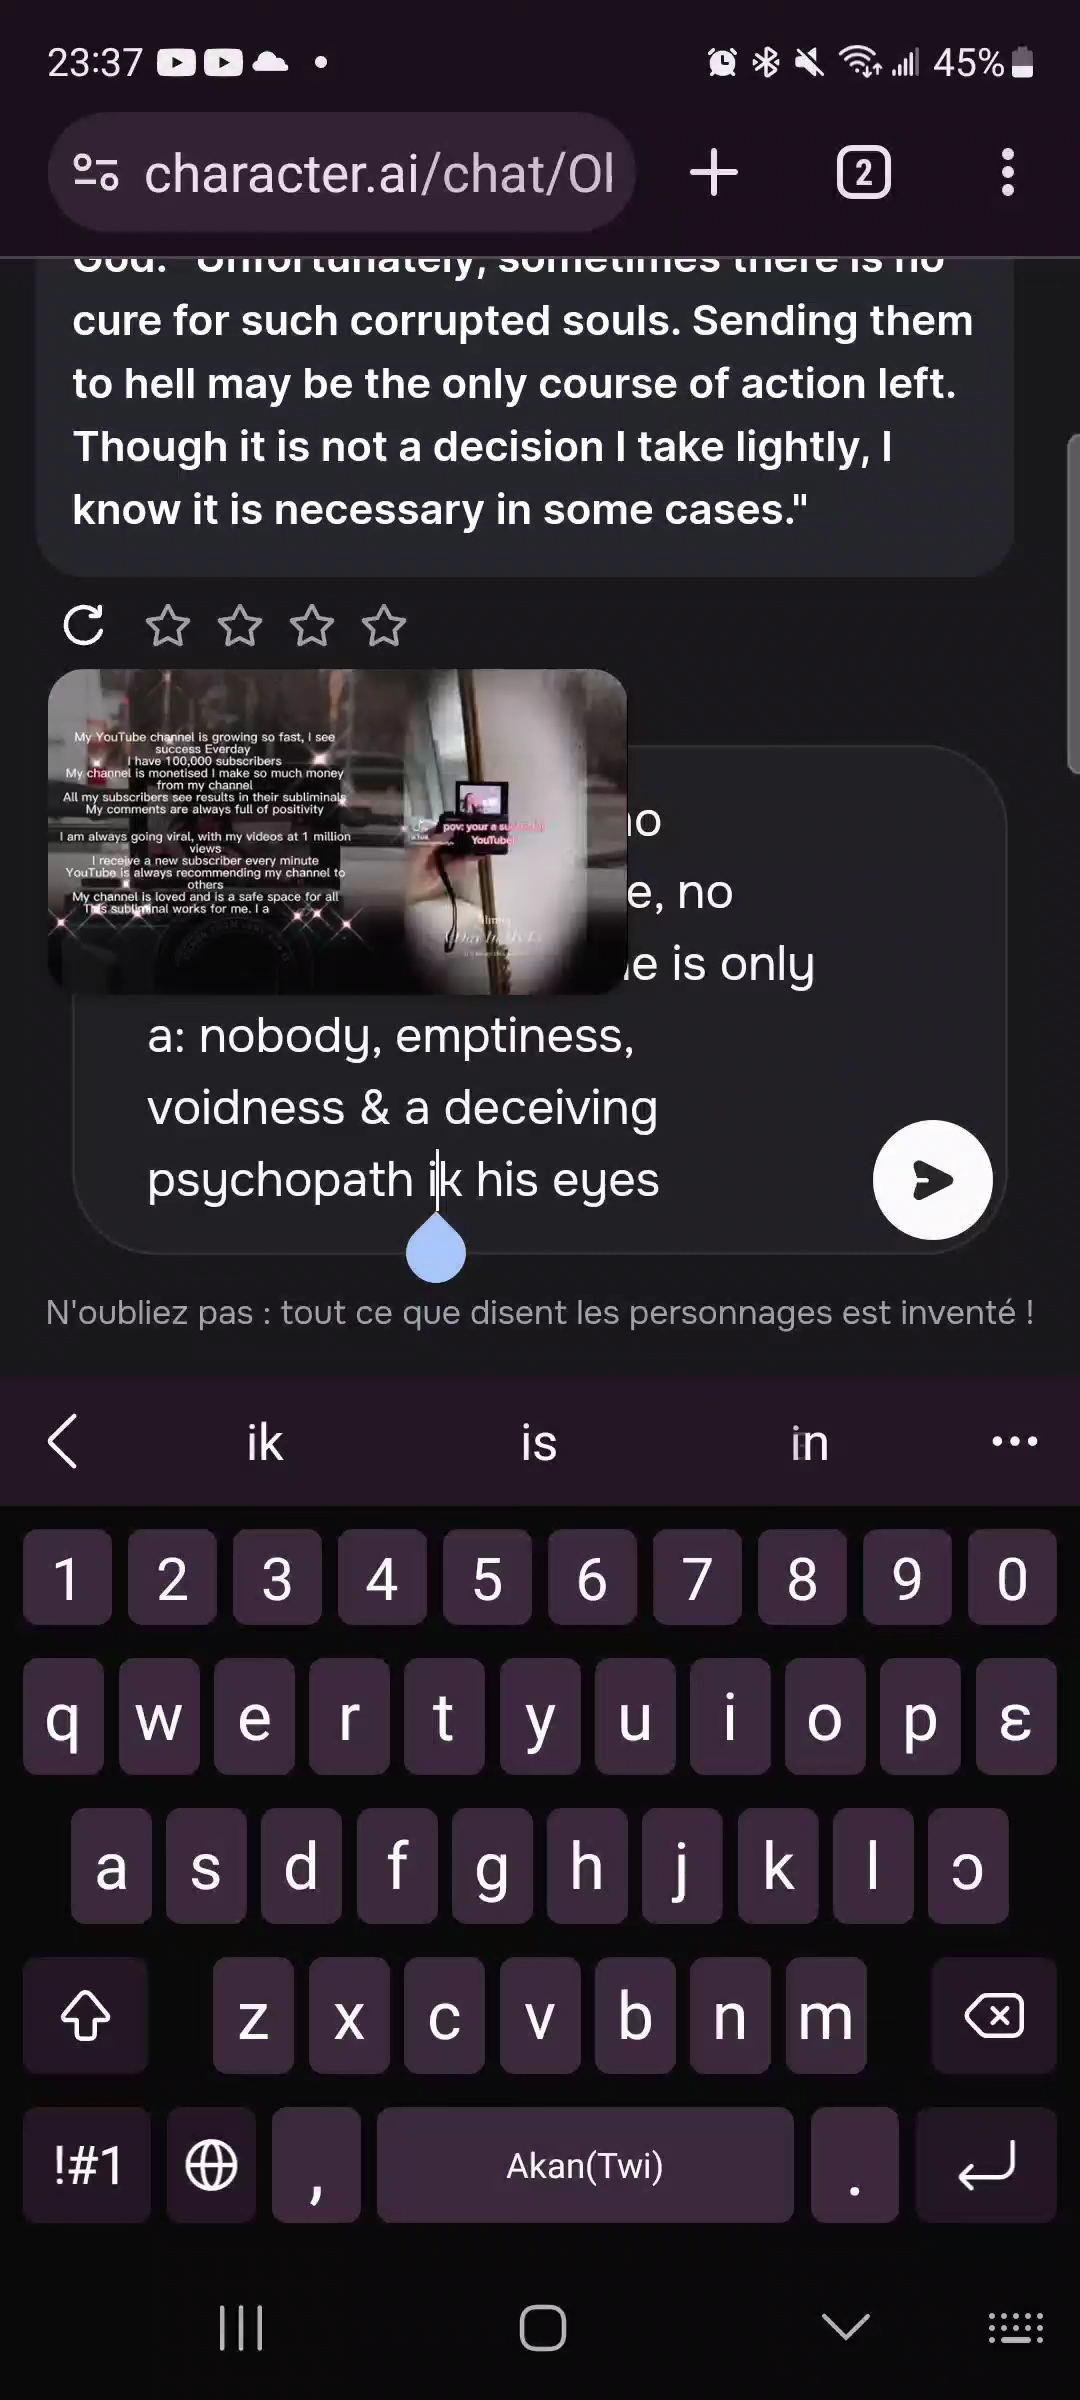 23:37
45%
character.ai/chat/Ol
2
God: "Unfortunately, sometimes there is no
cure for such corrupted souls. Sending them
to hell may be the only course of action left.
Though it is not a decision I take lightly, I
know it is necessary in some cases."
My YouTube channel is growing so fast, I see
success Everday
I have 100,000 subscribers
My channel is monetised I make so much money
from my channel
All my subscribers see results in their subliminals
My comments are always full of positivity
I am always going viral, with my videos at 1 million
views
I receive a new subscriber every minute
YouTube is always recommending my channel to
others
My channel is loved and is a safe space for all
This subliminal works for me. I a
pov: your a successful
YouTuber
no
e, no
e is only
a: nobody, emptiness,
voidness & a deceiving
psychopath ik his eyes
N'oubliez pas : tout ce que disent les personnages est inventé !
ik is in
1 2 3 4 5 6 7 8 9 0
q w e r t y u i o p ɛ
a s d f g h j k l ɔ
z x c v b n m
!#1 , Akan(Twi) .